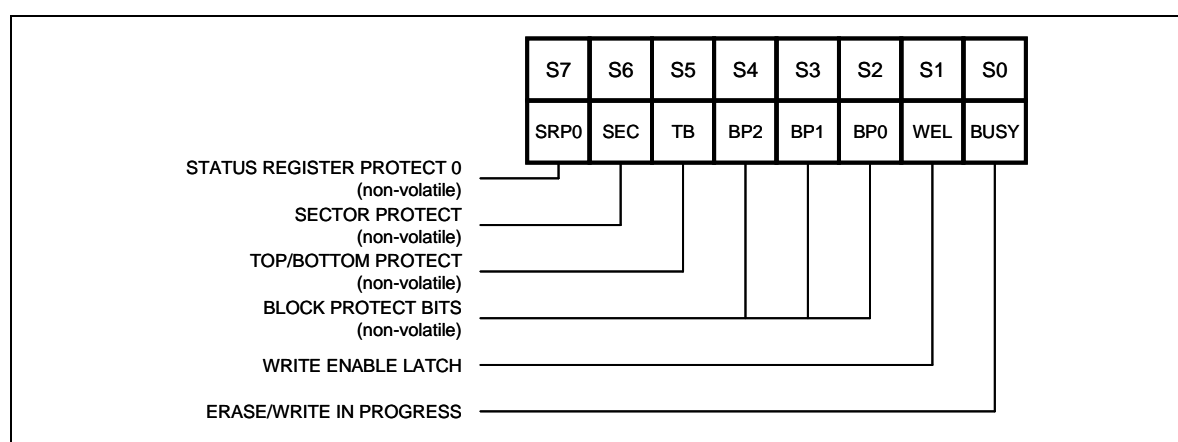 S7 S6 S5 S4 S3 S2 S1 S0
SRP0 SEC TB BP2 BP1 BP0 WEL BUSY
STATUS REGISTER PROTECT 0
(non-volatile)
SECTOR PROTECT
(non-volatile)
TOP/BOTTOM PROTECT
(non-volatile)
BLOCK PROTECT BITS
(non-volatile)
WRITE ENABLE LATCH
ERASE/WRITE IN PROGRESS